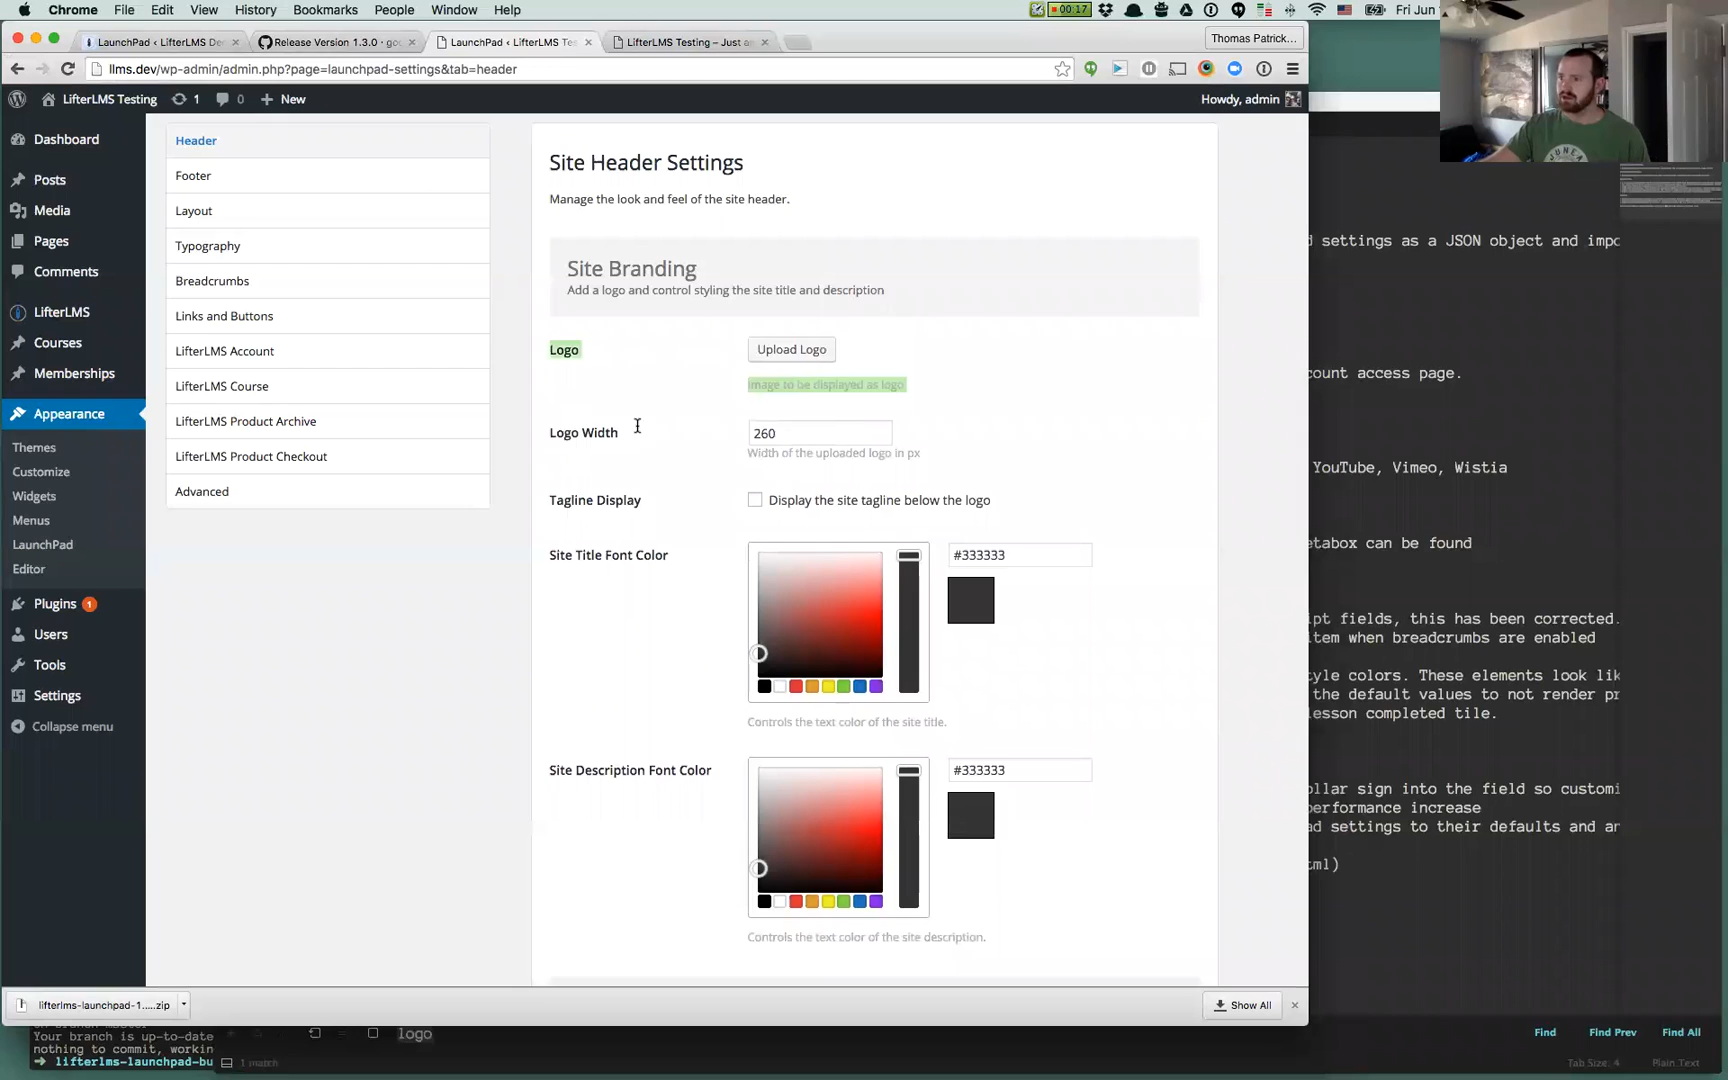 Chrome File Edit View History Bookmarks People Window Help
00:17
Fri Jun
LaunchPad ‹ LifterLMS De
Release Version 1.3.0 · go
LaunchPad ‹ LifterLMS Te
LifterLMS Testing – Just a
Thomas Patrick...
llms.dev/wp-admin/admin.php?page=launchpad-settings&tab=header
LifterLMS Testing 1 0 New
Howdy, admin
Dashboard
Posts
Media
Pages
Comments
LifterLMS
Courses
Memberships
Appearance
Themes
Customize
Widgets
Menus
LaunchPad
Editor
Plugins 1
Users
Tools
Settings
Collapse menu
Header
Footer
Layout
Typography
Breadcrumbs
Links and Buttons
LifterLMS Account
LifterLMS Course
LifterLMS Product Archive
LifterLMS Product Checkout
Advanced
Site Header Settings
Manage the look and feel of the site header.
Site Branding
Add a logo and control styling the site title and description
Logo
Upload Logo
Image to be displayed as logo
Logo Width
260
Width of the uploaded logo in px
Tagline Display
Display the site tagline below the logo
Site Title Font Color
#333333
Controls the text color of the site title.
Site Description Font Color
#333333
Controls the text color of the site description.
JUNEA
d settings as a JSON object and impo
count access page.
YouTube, Vimeo, Wistia
etabox can be found
ipt fields, this has been corrected.
item when breadcrumbs are enabled
tyle colors. These elements look lik
the default values to not render pr
lesson completed tile.
ollar sign into the field so customi
performance increase
ad settings to their defaults and an
tml)
lifterlms-launchpad-1.....zip
Show All
Your branch is up-to-date
nothing to commit, workin
lifterlms-launchpad-bu
logo
1 match
Find Find Prev Find All
Tab Size: 4 Plain Text